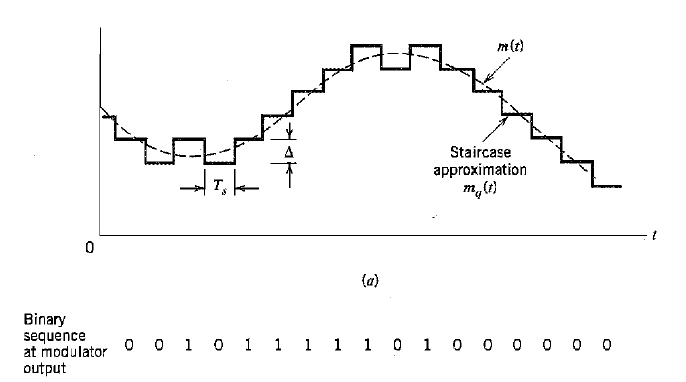 m(t)
Δ
Staircase
approximation
m_q(t)
T_s
t
0
(a)
Binary
sequence
at modulator
output
0 0 1 0 1 1 1 1 1 0 1 0 0 0 0 0 0